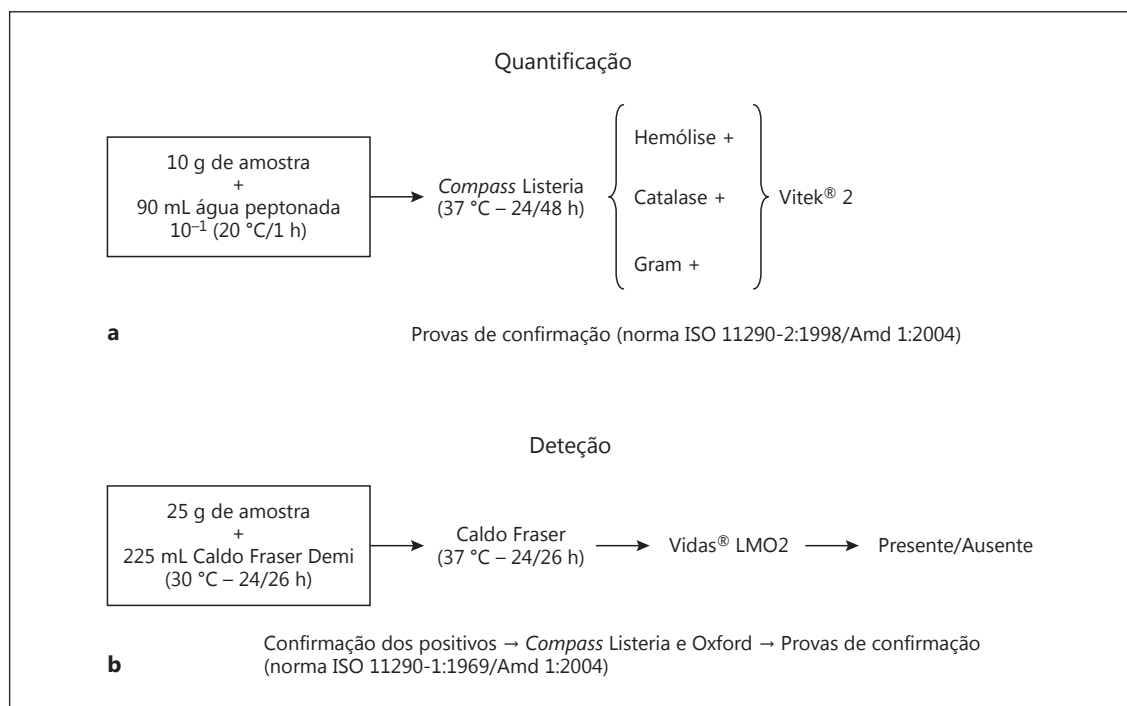 Quantificação
10 g de amostra
+
90 mL água peptonada
10⁻¹ (20 °C/1 h)
Compass Listeria
(37 °C – 24/48 h)
Hemólise +
Catalase +
Gram +
Vitek® 2
a
Provas de confirmação (norma ISO 11290-2:1998/Amd 1:2004)
Deteção
25 g de amostra
+
225 mL Caldo Fraser Demi
(30 °C – 24/26 h)
Caldo Fraser
(37 °C – 24/26 h)
Vidas® LMO2
Presente/Ausente
Confirmação dos positivos → Compass Listeria e Oxford → Provas de confirmação
b
(norma ISO 11290-1:1969/Amd 1:2004)